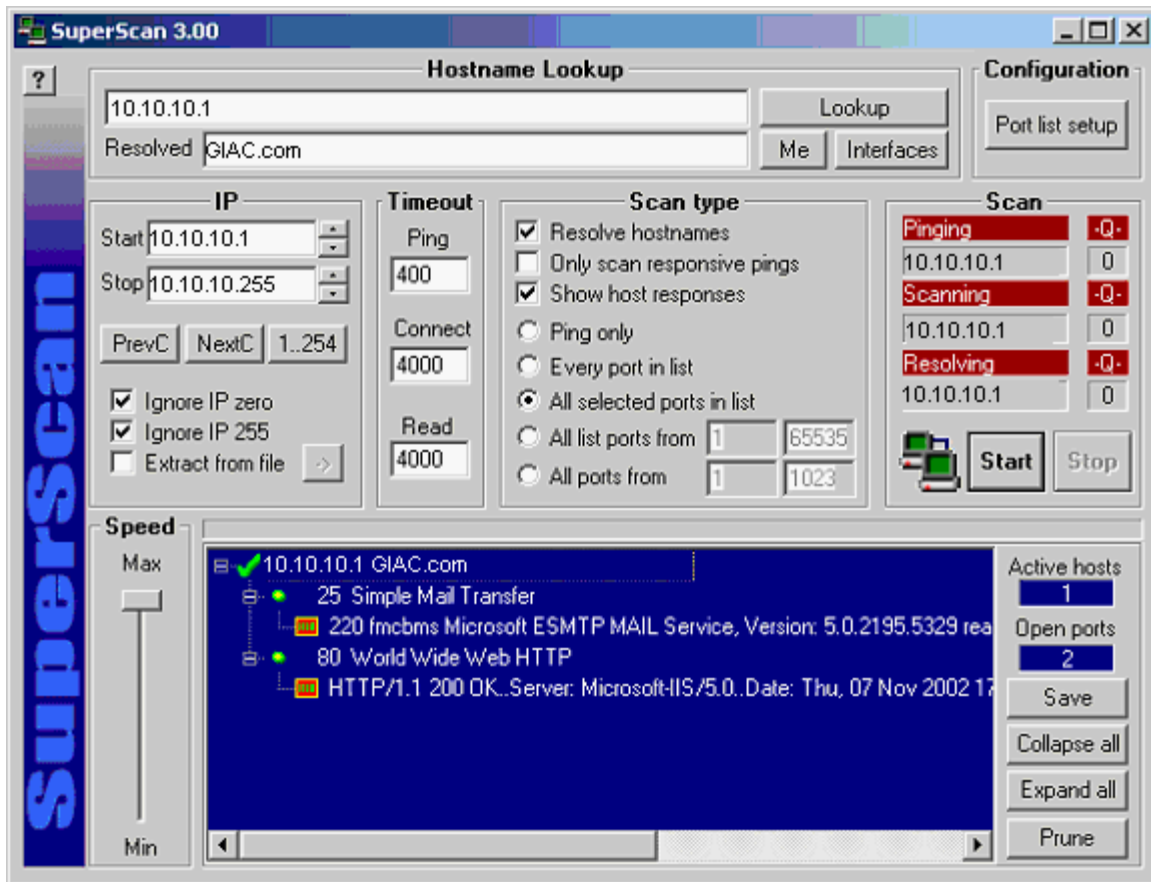 SuperScan 3.00
?
Hostname Lookup
10.10.10.1
Lookup
Resolved GIAC.com
Me
Interfaces
Configuration
Port list setup
IP
Start 10.10.10.1
Stop 10.10.10.255
PrevC
NextC
1..254
Ignore IP zero
Ignore IP 255
Extract from file
->
Timeout
Ping
400
Connect
4000
Read
4000
Scan type
Resolve hostnames
Only scan responsive pings
Show host responses
Ping only
Every port in list
All selected ports in list
All list ports from 1 65535
All ports from 1 1023
Scan
Pinging -Q-
10.10.10.1 0
Scanning -Q-
10.10.10.1 0
Resolving -Q-
10.10.10.1 0
Start
Stop
SuperScan
Speed
Max
Min
10.10.10.1 GIAC.com
25 Simple Mail Transfer
220 fmcbms Microsoft ESMTP MAIL Service, Version: 5.0.2195.5329 rea
80 World Wide Web HTTP
HTTP/1.1 200 OK..Server: Microsoft-IIS/5.0..Date: Thu, 07 Nov 2002 17
Active hosts
1
Open ports
2
Save
Collapse all
Expand all
Prune